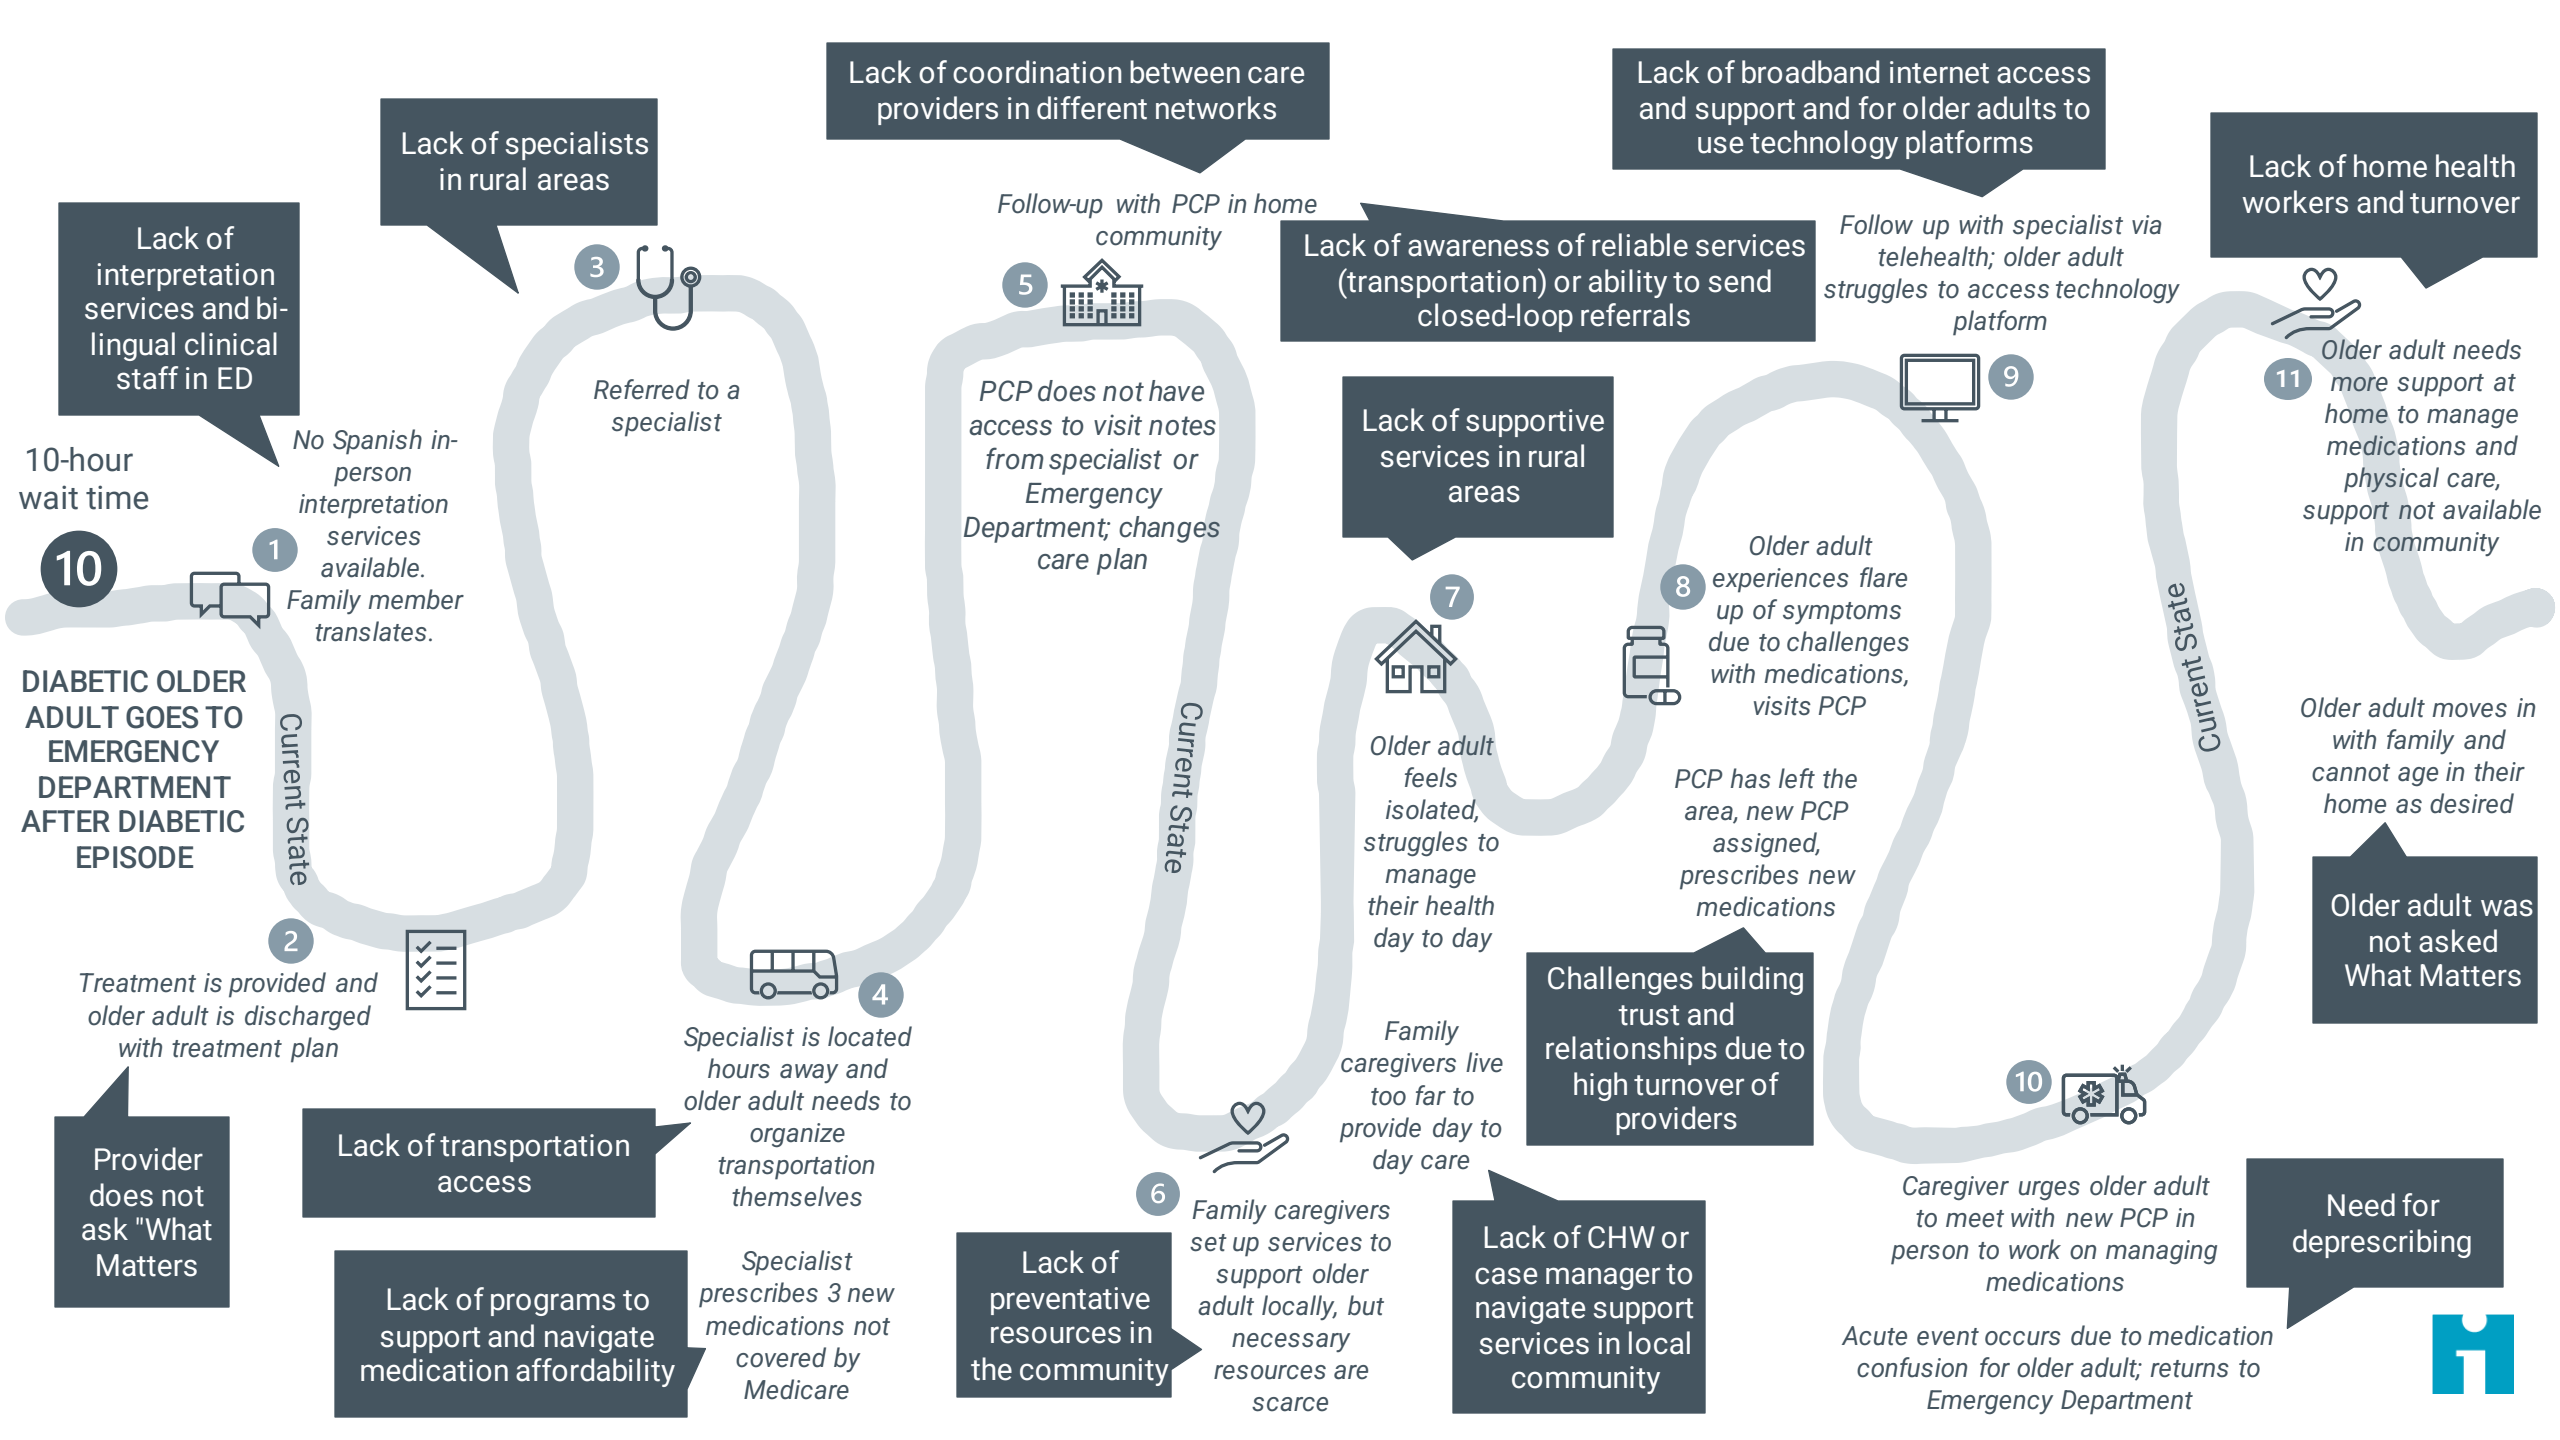 10-hour
wait time
10
DIABETIC OLDER
ADULT GOES TO
EMERGENCY
DEPARTMENT
AFTER DIABETIC
EPISODE
Lack of
interpretation
services and bi-
lingual clinical
staff in ED
1
No Spanish in-
person
interpretation
services
available.
Family member
translates.
Current State
2
Treatment is provided and
older adult is discharged
with treatment plan
Provider
does not
ask "What
Matters
Lack of specialists
in rural areas
3
Referred to a
specialist
4
Specialist is located
hours away and
older adult needs to
organize
transportation
themselves
Lack of transportation
access
Specialist
prescribes 3 new
medications not
covered by
Medicare
Lack of programs to
support and navigate
medication affordability
Lack of coordination between care
providers in different networks
Follow-up with PCP in home
community
5
PCP does not have
access to visit notes
from specialist or
Emergency
Department; changes
care plan
Lack of awareness of reliable services
(transportation) or ability to send
closed-loop referrals
Current State
6
Family caregivers
set up services to
support older
adult locally, but
necessary
resources are
scarce
Lack of
preventative
resources in
the community
Lack of supportive
services in rural
areas
7
Older adult
feels
isolated,
struggles to
manage
their health
day to day
Family
caregivers live
too far to
provide day to
day care
Lack of CHW or
case manager to
navigate support
services in local
community
8
Older adult
experiences flare
up of symptoms
due to challenges
with medications,
visits PCP
PCP has left the
area, new PCP
assigned,
prescribes new
medications
Challenges building
trust and
relationships due to
high turnover of
providers
Lack of broadband internet access
and support and for older adults to
use technology platforms
Follow up with specialist via
telehealth; older adult
struggles to access technology
platform
9
10
Caregiver urges older adult
to meet with new PCP in
person to work on managing
medications
Acute event occurs due to medication
confusion for older adult; returns to
Emergency Department
Need for
deprescribing
Current State
Lack of home health
workers and turnover
11
Older adult needs
more support at
home to manage
medications and
physical care,
support not available
in community
Older adult moves in
with family and
cannot age in their
home as desired
Older adult was
not asked
What Matters